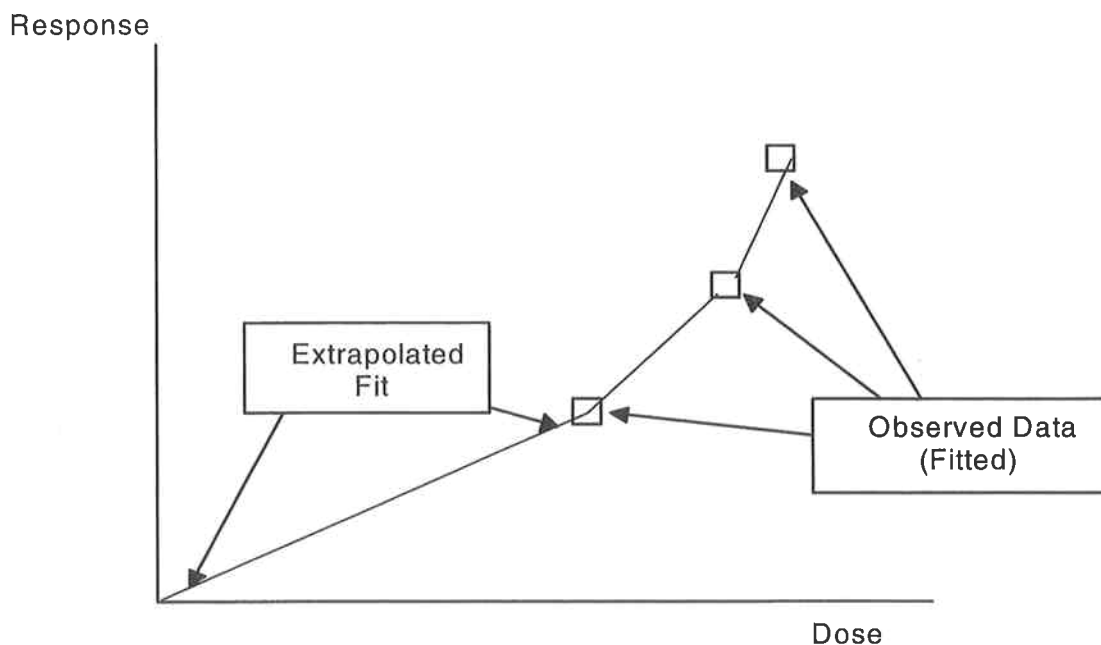 Response
Extrapolated
Fit
Observed Data
(Fitted)
Dose